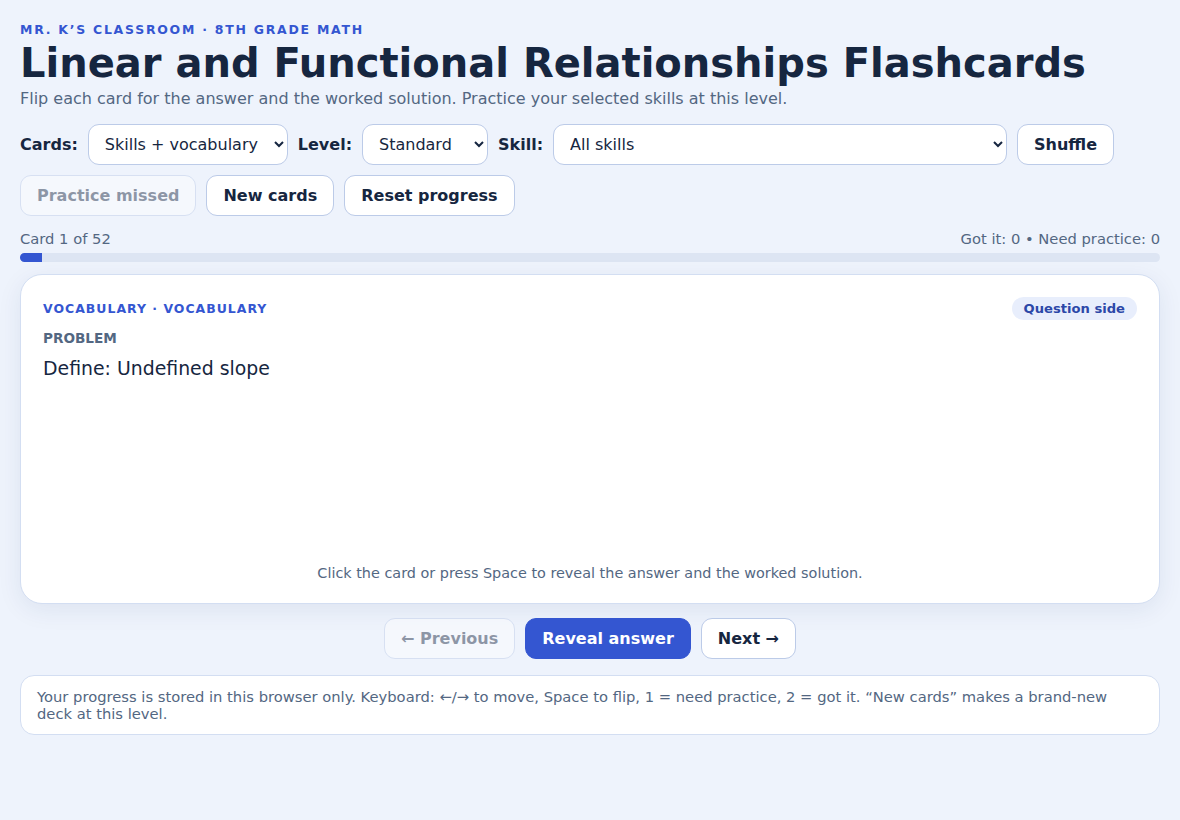 MR. K’S CLASSROOM · 8TH GRADE MATH
Linear and Functional Relationships Flashcards
Flip each card for the answer and the worked solution. Practice your selected skills at this level.
Cards: Skills + vocabulary Level: Standard Skill: All skills Shuffle
Practice missed New cards Reset progress
Card 1 of 52 Got it: 0 • Need practice: 0
VOCABULARY · VOCABULARY Question side
PROBLEM
Define: Undefined slope
Click the card or press Space to reveal the answer and the worked solution.
← Previous Reveal answer Next →
Your progress is stored in this browser only. Keyboard: ←/→ to move, Space to flip, 1 = need practice, 2 = got it. “New cards” makes a brand-new
deck at this level.